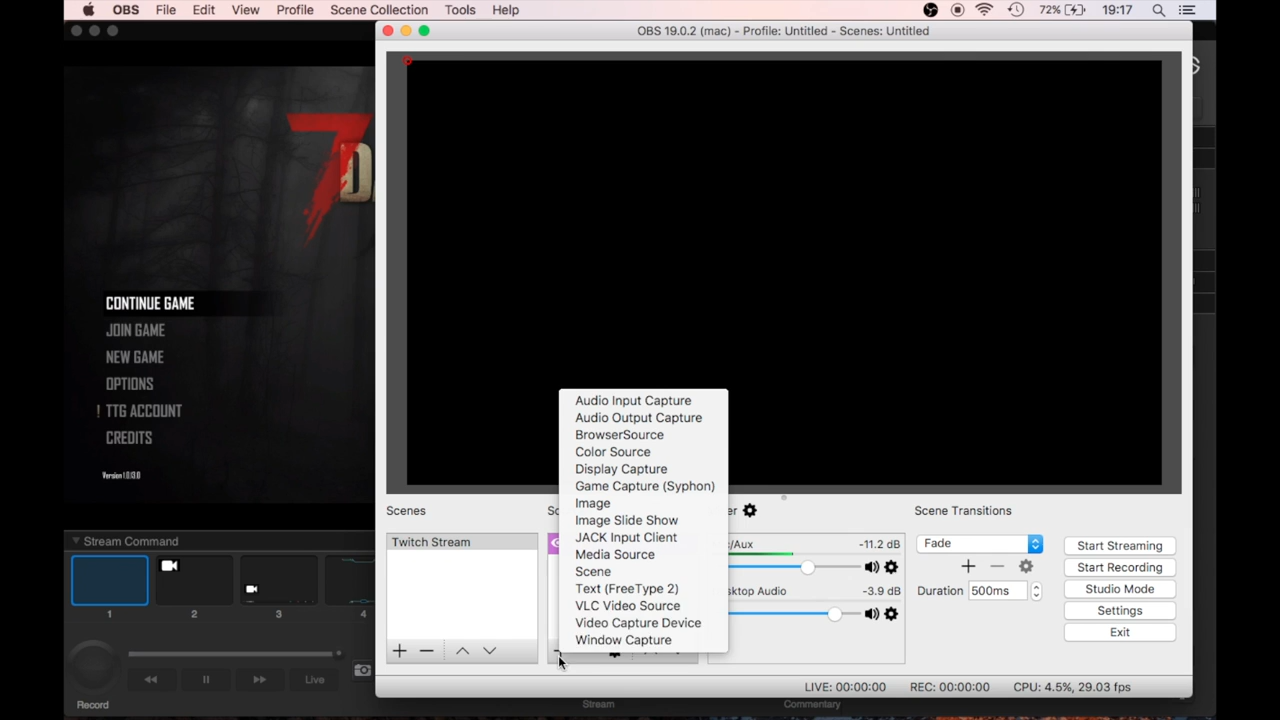 OBS File Edit View Profile Scene Collection Tools Help 72% 19:17
OBS 19.0.2 (mac) - Profile: Untitled - Scenes: Untitled
7
D
CONTINUE GAME
JOIN GAME
NEW GAME
OPTIONS
! TTG ACCOUNT
CREDITS
Stream Command
1 2 3 4
Live
Record
Stream
Commentary
Scenes
Twitch Stream
Audio Input Capture
Audio Output Capture
BrowserSource
Color Source
Display Capture
Game Capture (Syphon)
Image
Image Slide Show
JACK Input Client
Media Source
Scene
Text (FreeType 2)
VLC Video Source
Video Capture Device
Window Capture
/Aux -11.2 dB
sktop Audio -3.9 dB
Scene Transitions
Fade
Duration 500ms
Start Streaming
Start Recording
Studio Mode
Settings
Exit
LIVE: 00:00:00 REC: 00:00:00 CPU: 4.5%, 29.03 fps